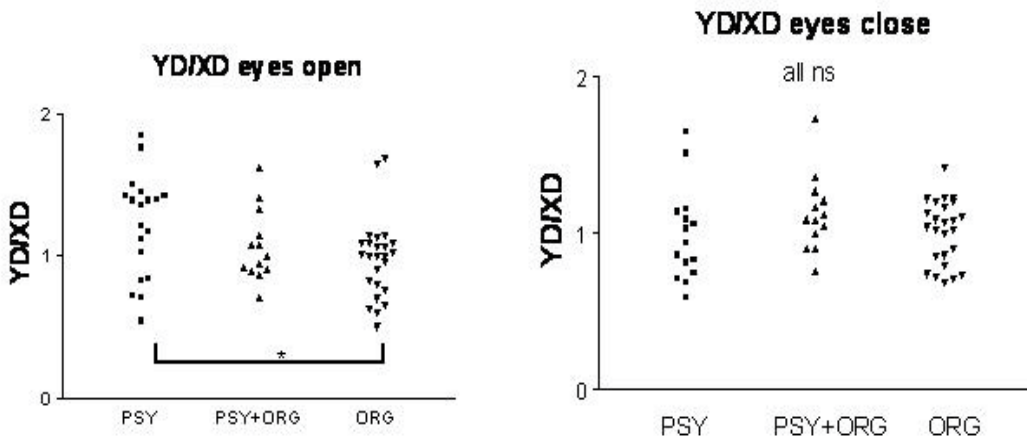 YD/XD eyes open
2
1
0
YD/XD
*
PSY PSY+ORG ORG
YD/XD eyes close
all ns
2
1
0
YD/XD
PSY PSY+ORG ORG